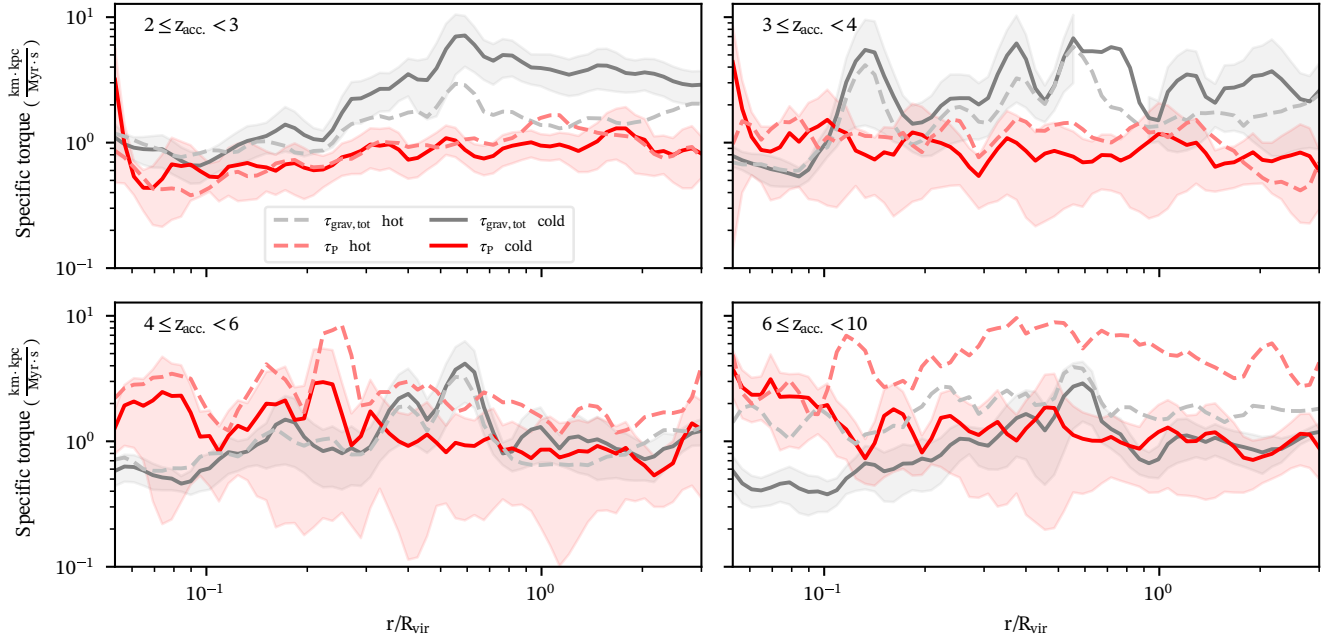 2 ≤ z_acc. < 3
3 ≤ z_acc. < 4
10^1
10^0
10^−1
Specific torque (km·kpc / Myr·s)
τ_grav,tot hot
τ_grav,tot cold
τ_P hot
τ_P cold
4 ≤ z_acc. < 6
6 ≤ z_acc. < 10
10^1
10^0
10^−1
Specific torque (km·kpc / Myr·s)
10^−1
10^0
10^−1
10^0
r/R_vir
r/R_vir